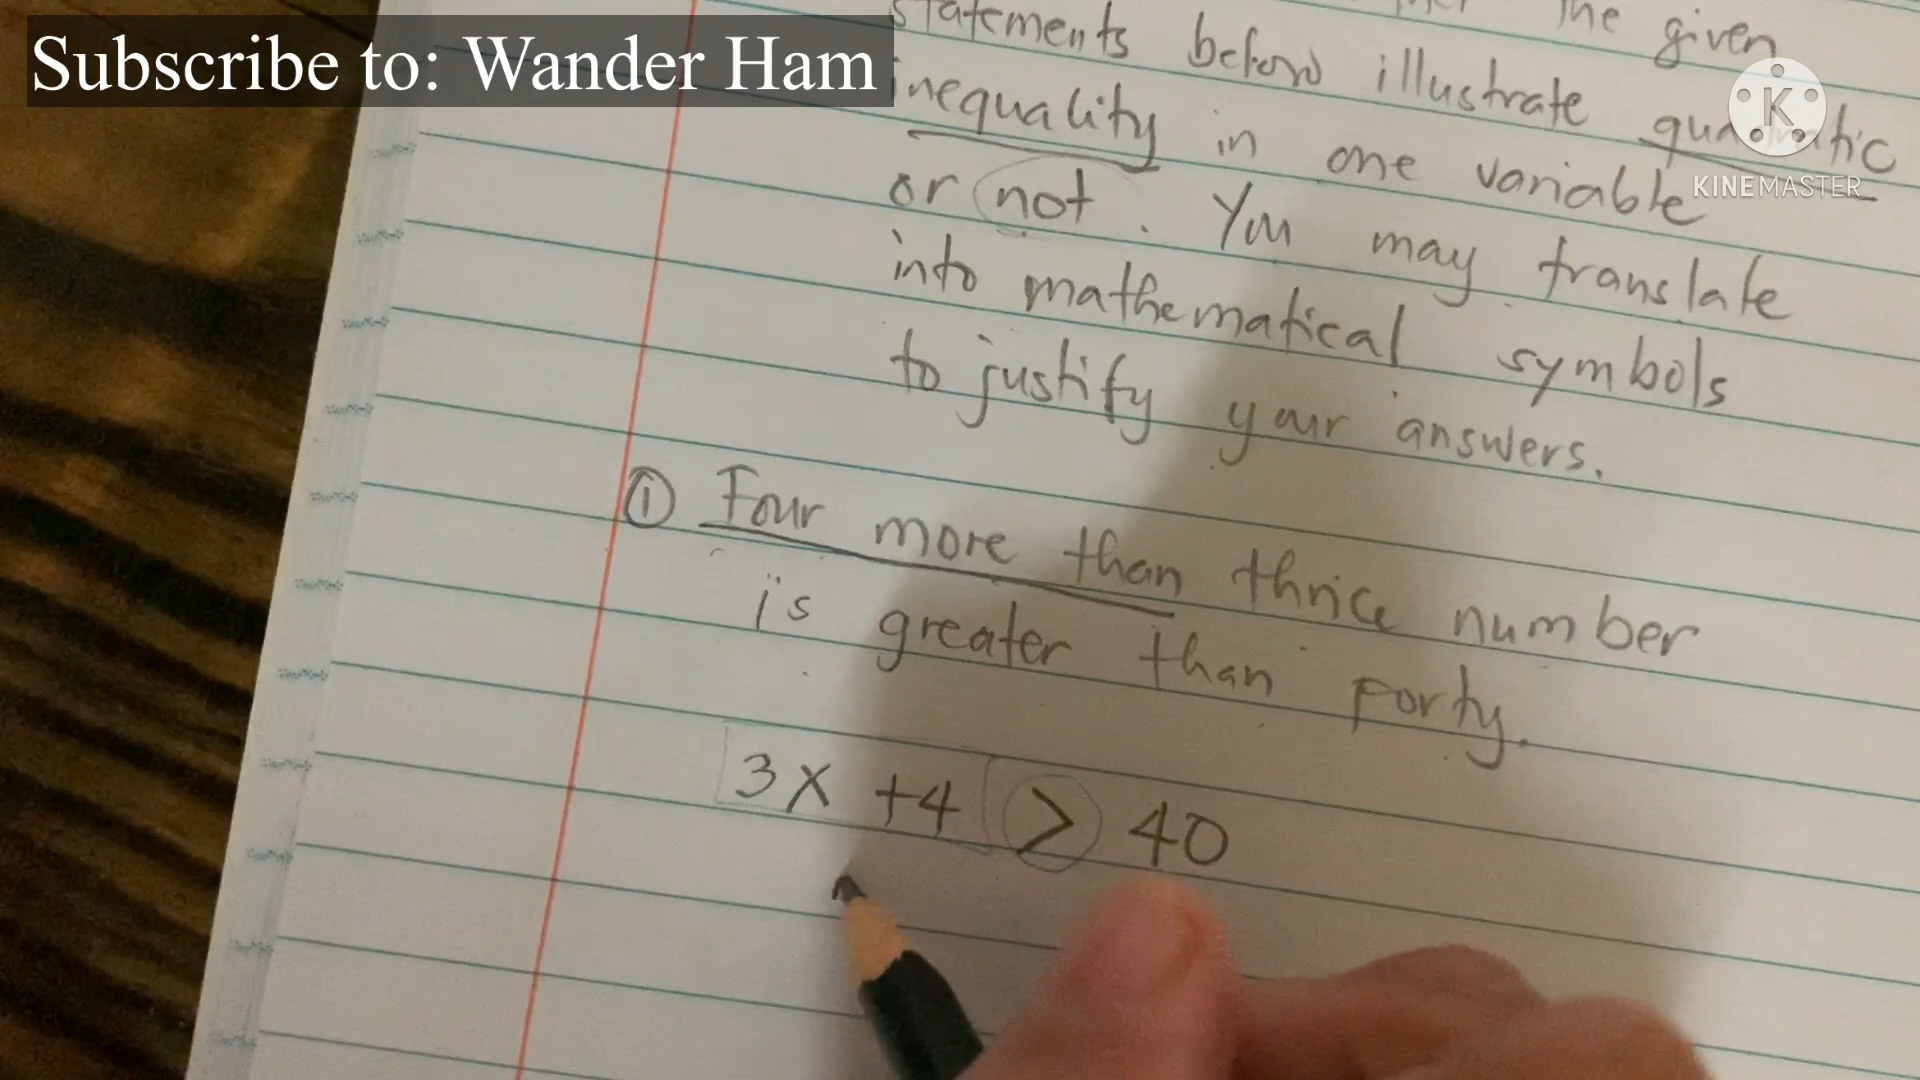 Subscribe to: Wander Ham
the given
statements below illustrate quadratic
inequality in one variable
or not. You may translate
into mathematical symbols
to justify your answers.
KINEMASTER
① Four more than thrice number
is greater than forty.
3x + 4 > 40